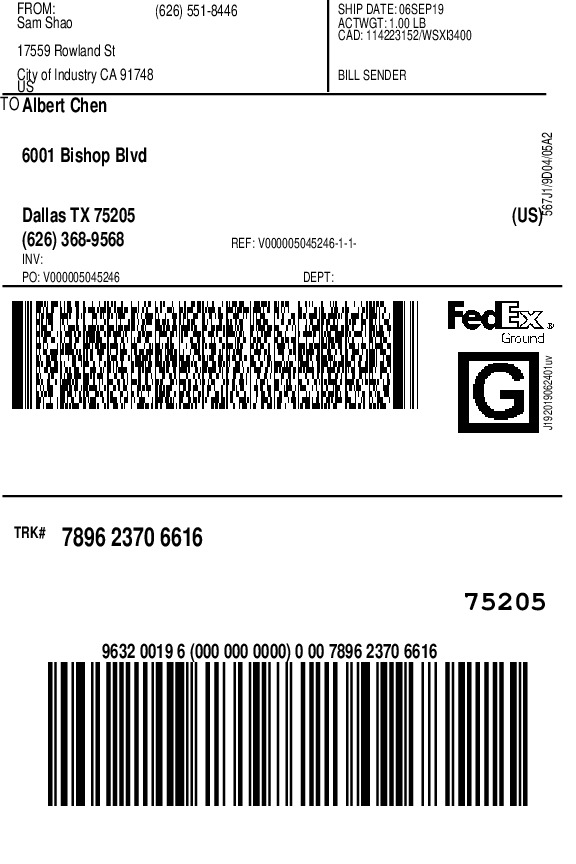 FROM: (626) 551-8446
Sam Shao
17559 Rowland St
City of Industry CA 91748
US
SHIP DATE: 06SEP19
ACTWGT: 1.00 LB
CAD: 114223152/WSXI3400
BILL SENDER
TO Albert Chen
6001 Bishop Blvd
Dallas TX 75205 (US)
(626) 368-9568 REF: V000005045246-1-1-
INV:
PO: V000005045246 DEPT:
567J1/9D04/05A2
FedEx®
Ground
G
J192019062401uv
TRK# 7896 2370 6616
75205
9632 0019 6 (000 000 0000) 0 00 7896 2370 6616